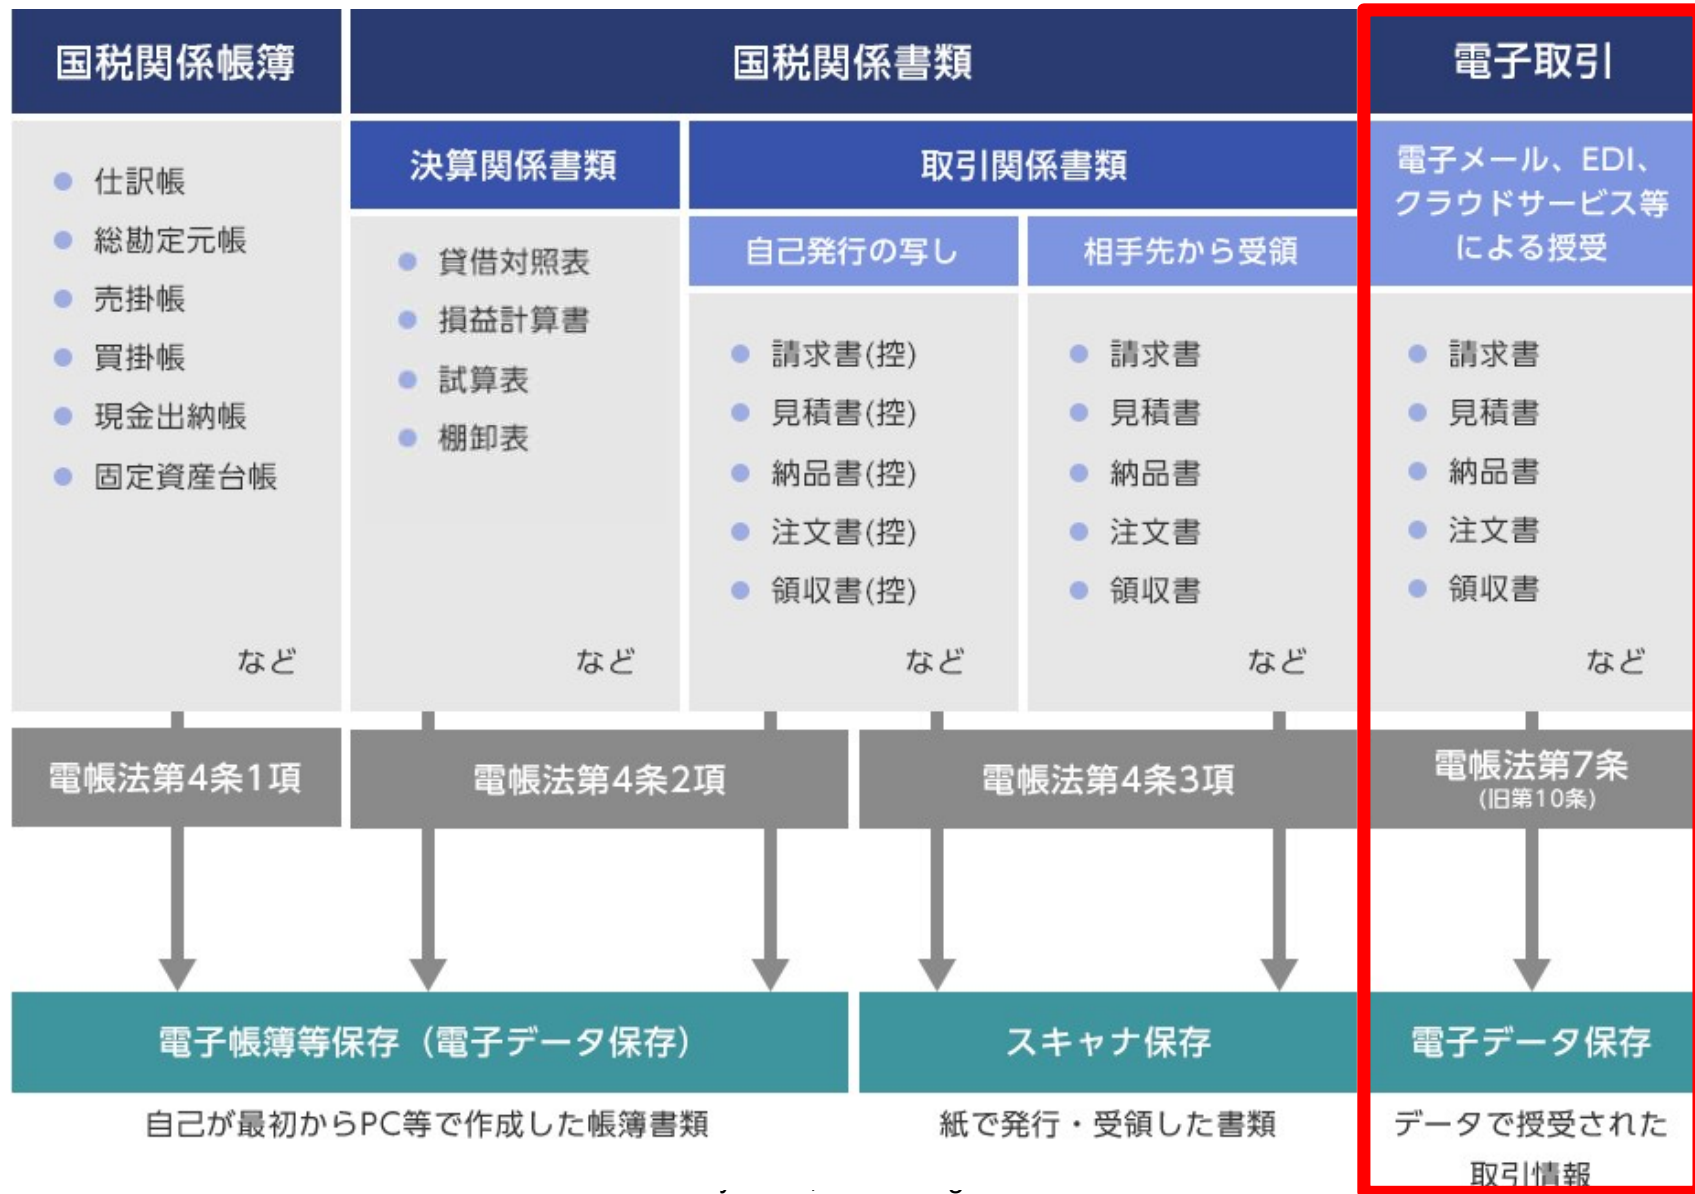 国税関係帳簿
国税関係書類
電子取引
仕訳帳
総勘定元帳
売掛帳
買掛帳
現金出納帳
固定資産台帳
など
決算関係書類
貸借対照表
損益計算書
試算表
棚卸表
など
取引関係書類
自己発行の写し
請求書(控)
見積書(控)
納品書(控)
注文書(控)
領収書(控)
など
相手先から受領
請求書
見積書
納品書
注文書
領収書
など
電子メール、EDI、
クラウドサービス等
による授受
請求書
見積書
納品書
注文書
領収書
など
電帳法第4条1項
電帳法第4条2項
電帳法第4条3項
電帳法第7条
(旧第10条)
電子帳簿等保存（電子データ保存）
スキャナ保存
電子データ保存
自己が最初からPC等で作成した帳簿書類
紙で発行・受領した書類
データで授受された
取引情報